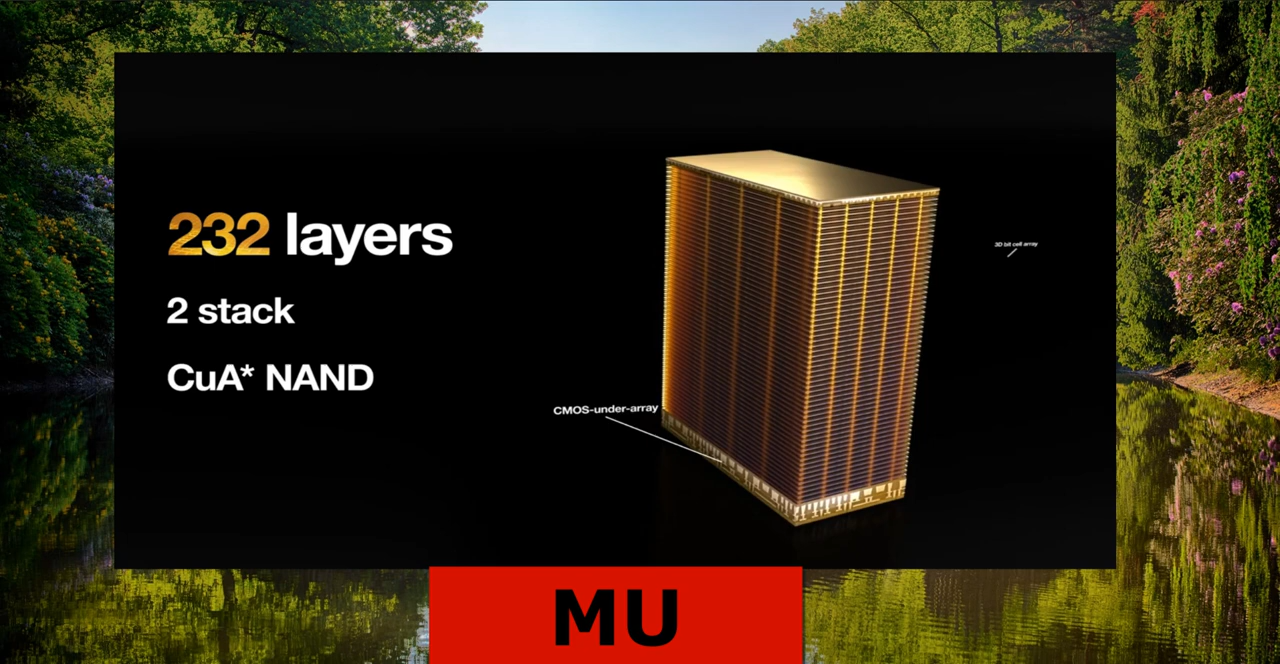 232 layers
2 stack
CuA* NAND
3D bit cell array
CMOS-under-array
MU